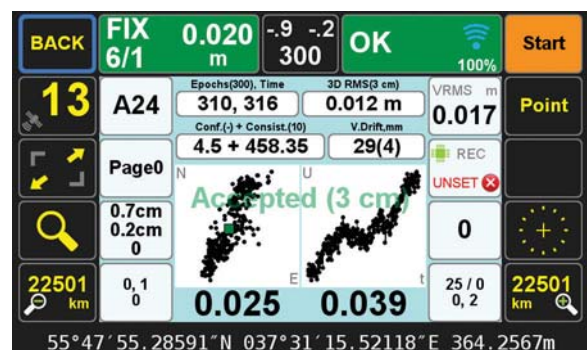 BACK
FIX 6/1
0.020 m
-.9 -.2
300
OK
100%
Start
13
A24
Epochs(300), Time
310, 316
3D RMS(3 cm)
0.012 m
VRMS m
0.017
Point
Conf.(-) + Consist.(10)
4.5 + 458.35
V.Drift,mm
29(4)
Page0
REC
UNSET
N
U
Accepted (3 cm)
E
t
0.7cm
0.2cm
0
0
22501
km
0, 1
0
0.025
0.039
25 / 0
0, 2
22501
km
55°47′55.28591″N 037°31′15.52118″E 364.2567m